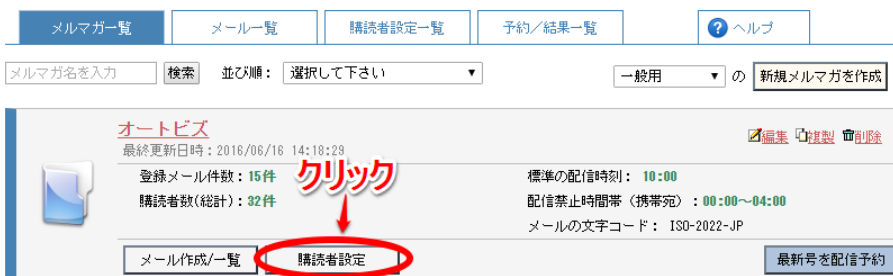 メルマガ一覧 メール一覧 購読者設定一覧 予約／結果一覧 ? ヘルプ
メルマガ名を入力 検索 並び順： 選択して下さい ▼ 一般用 ▼ の 新規メルマガを作成
オートビズ 編集 複製 削除
最終更新日時：2016/06/16 14:18:29
登録メール件数：15件 標準の配信時刻： 10:00
クリック
購読者数(総計)：32件 配信禁止時間帯（携帯宛）：00:00～04:00
メールの文字コード： ISO-2022-JP
メール作成/一覧 購読者設定 最新号を配信予約